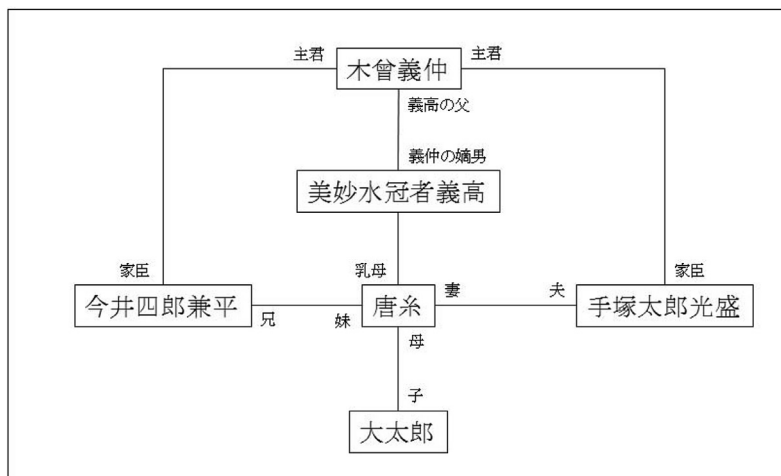 主君
木曾義仲
主君
義高の父
義仲の嫡男
美妙水冠者義高
家臣
乳母
家臣
今井四郎兼平
兄
妹
唐糸
妻
夫
手塚太郎光盛
母
子
大太郎